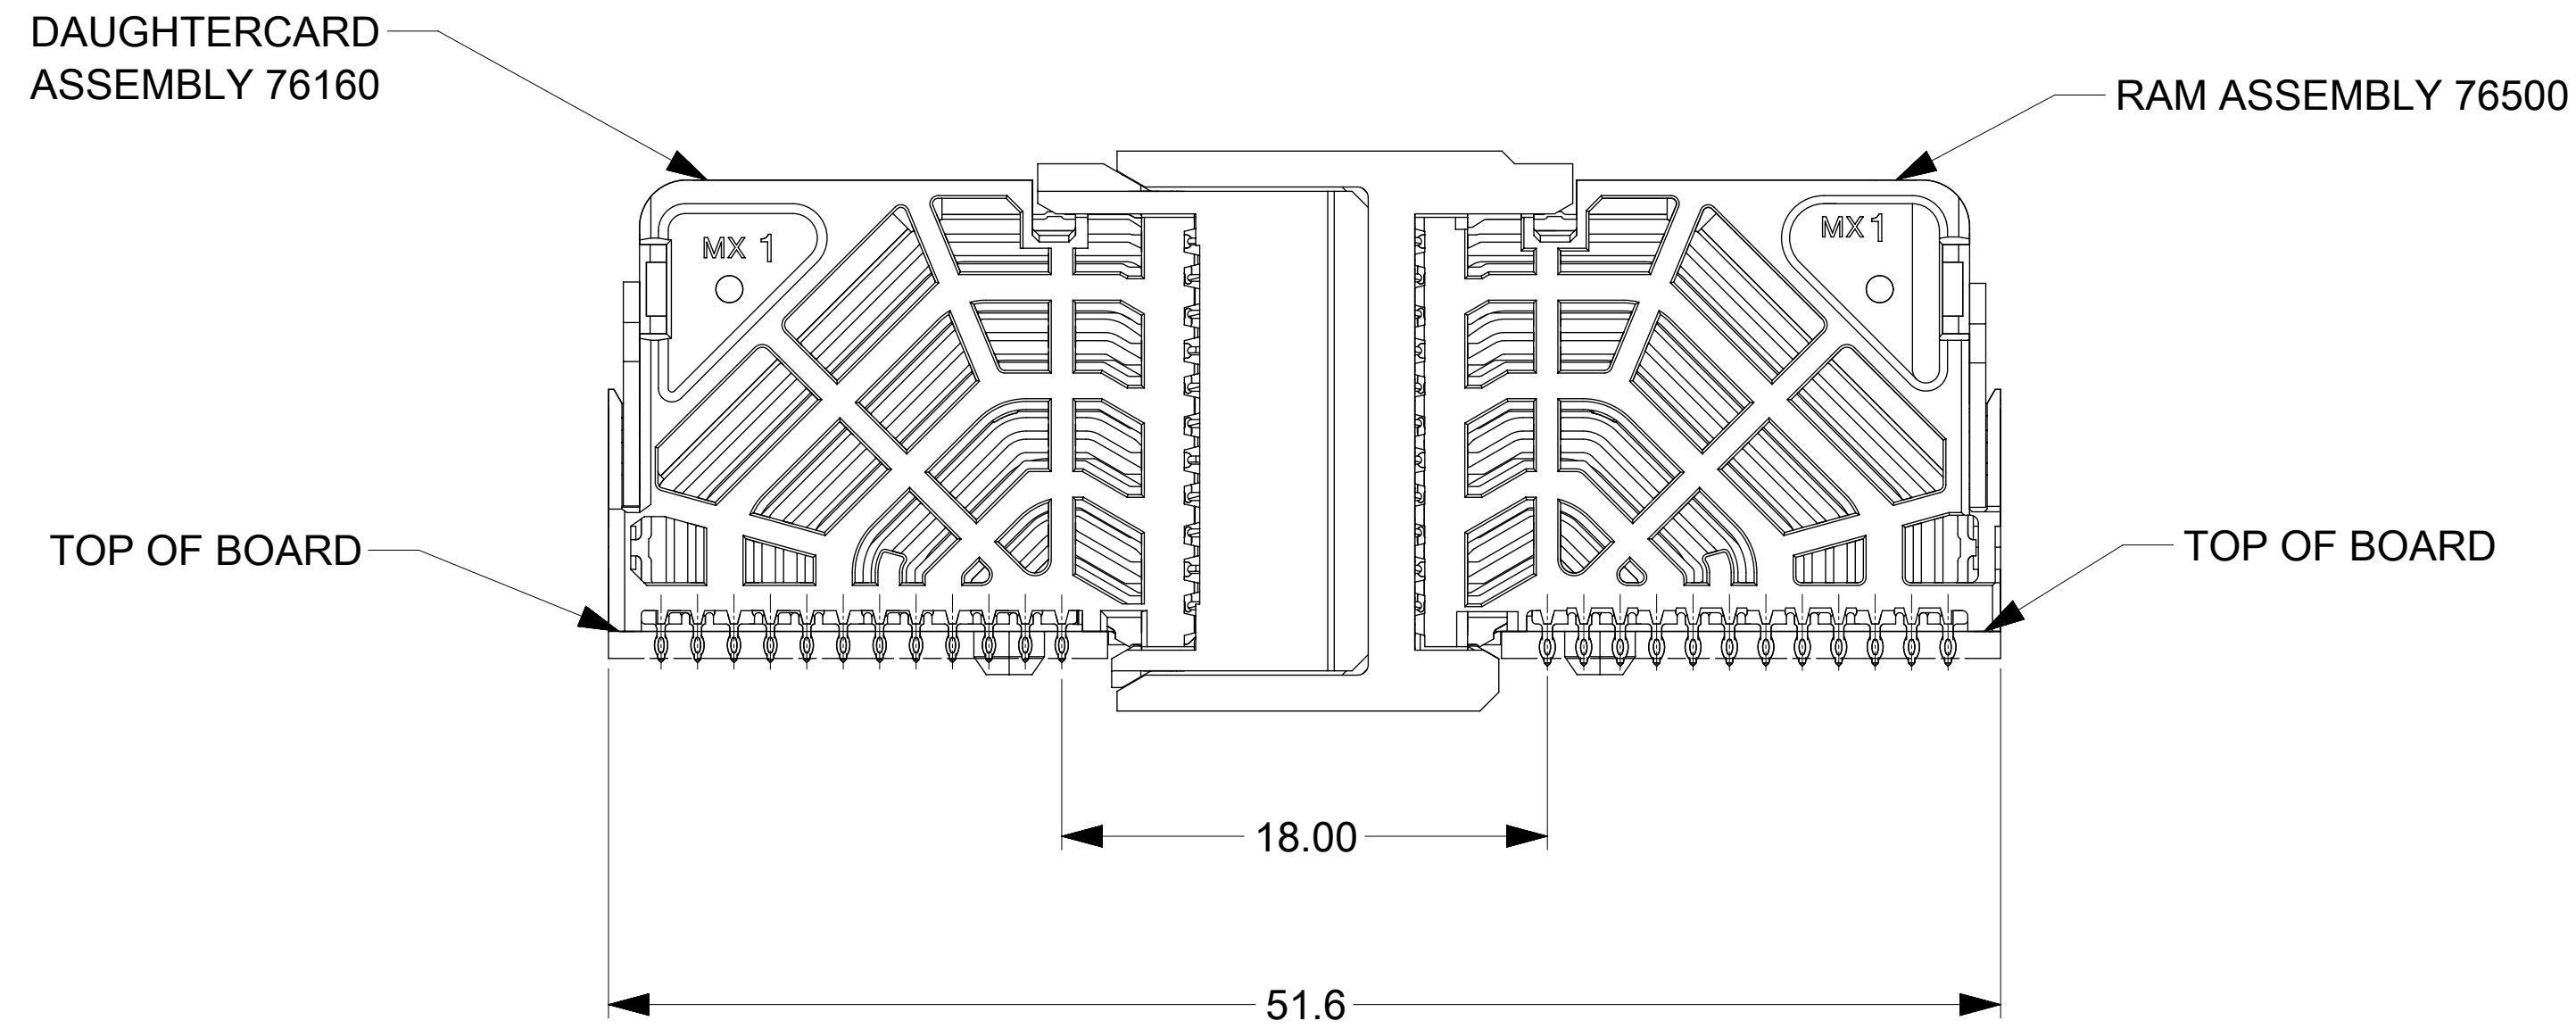 DAUGHTERCARD
ASSEMBLY 76160
RAM ASSEMBLY 76500
MX 1
MX 1
TOP OF BOARD
TOP OF BOARD
18.00
51.6